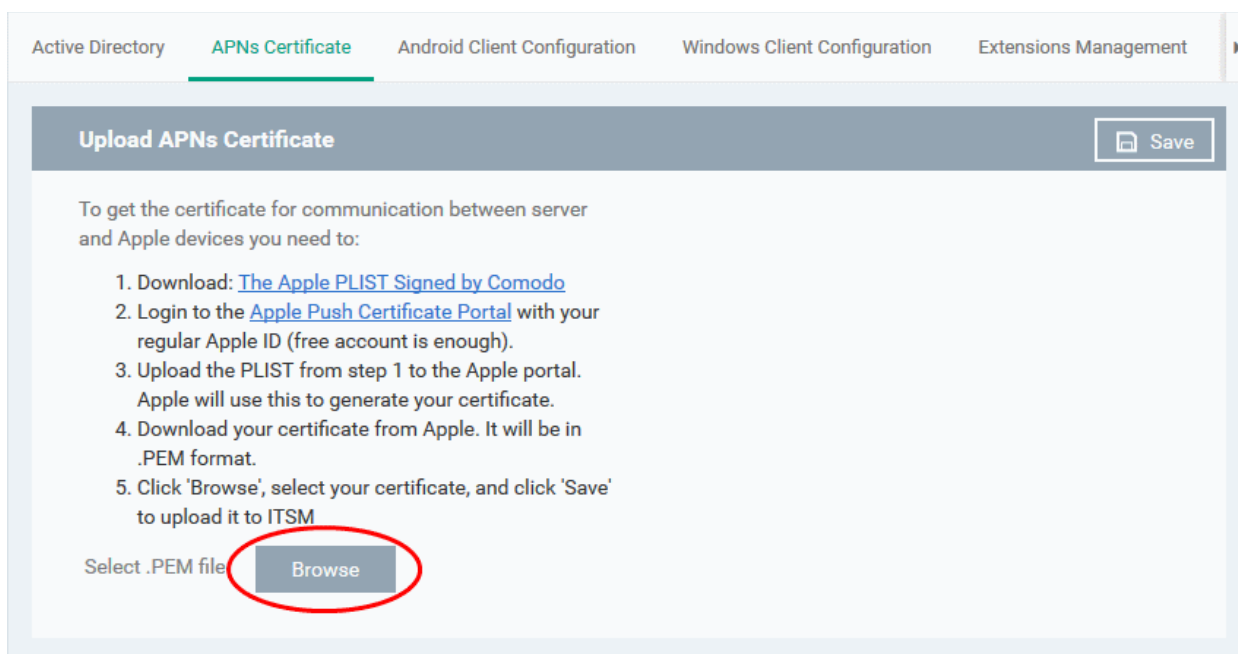 Active Directory APNs Certificate Android Client Configuration Windows Client Configuration Extensions Management
Upload APNs Certificate
Save
To get the certificate for communication between server
and Apple devices you need to:
1. Download: The Apple PLIST Signed by Comodo
2. Login to the Apple Push Certificate Portal with your
regular Apple ID (free account is enough).
3. Upload the PLIST from step 1 to the Apple portal.
Apple will use this to generate your certificate.
4. Download your certificate from Apple. It will be in
.PEM format.
5. Click 'Browse', select your certificate, and click 'Save'
to upload it to ITSM
Select .PEM file
Browse